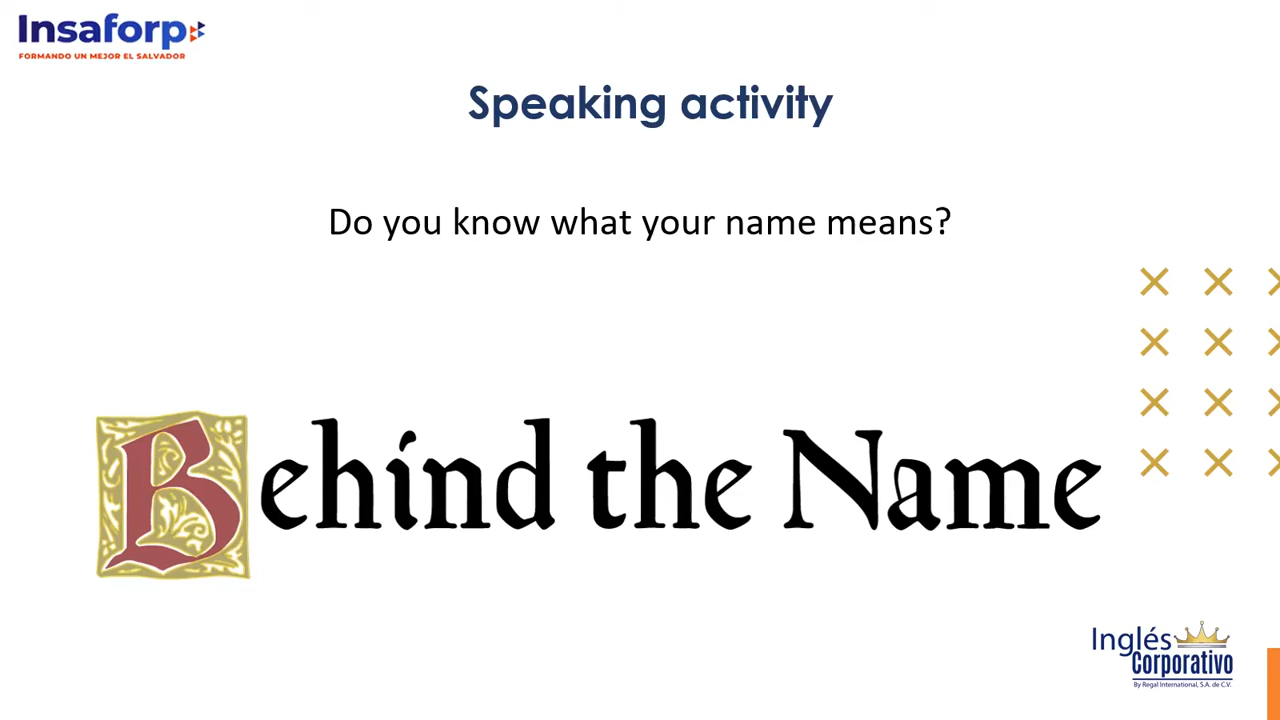 Insaforp
FORMANDO UN MEJOR EL SALVADOR
Speaking activity
Do you know what your name means?
Behind the Name
Inglés
Corporativo
By Regal International, S.A. de C.V.